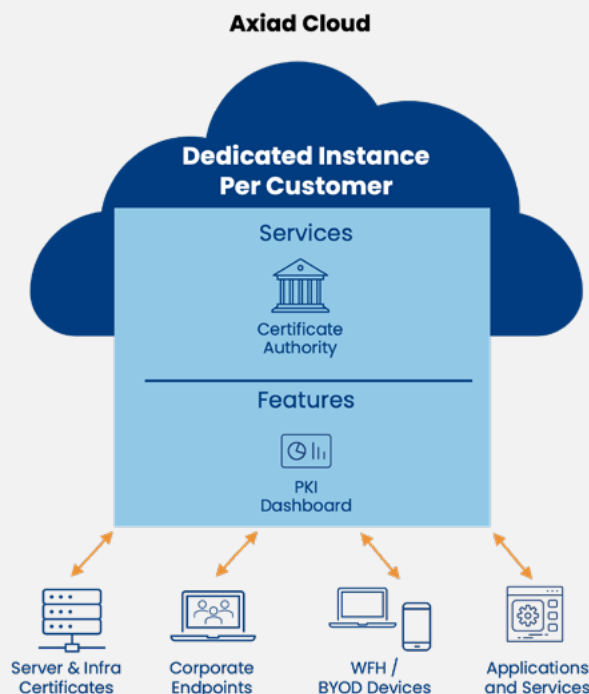 Axiad Cloud
Dedicated Instance
Per Customer
Services
Certificate
Authority
Features
PKI
Dashboard
Server & Infra
Certificates
Corporate
Endpoints
WFH /
BYOD Devices
Applications
and Services